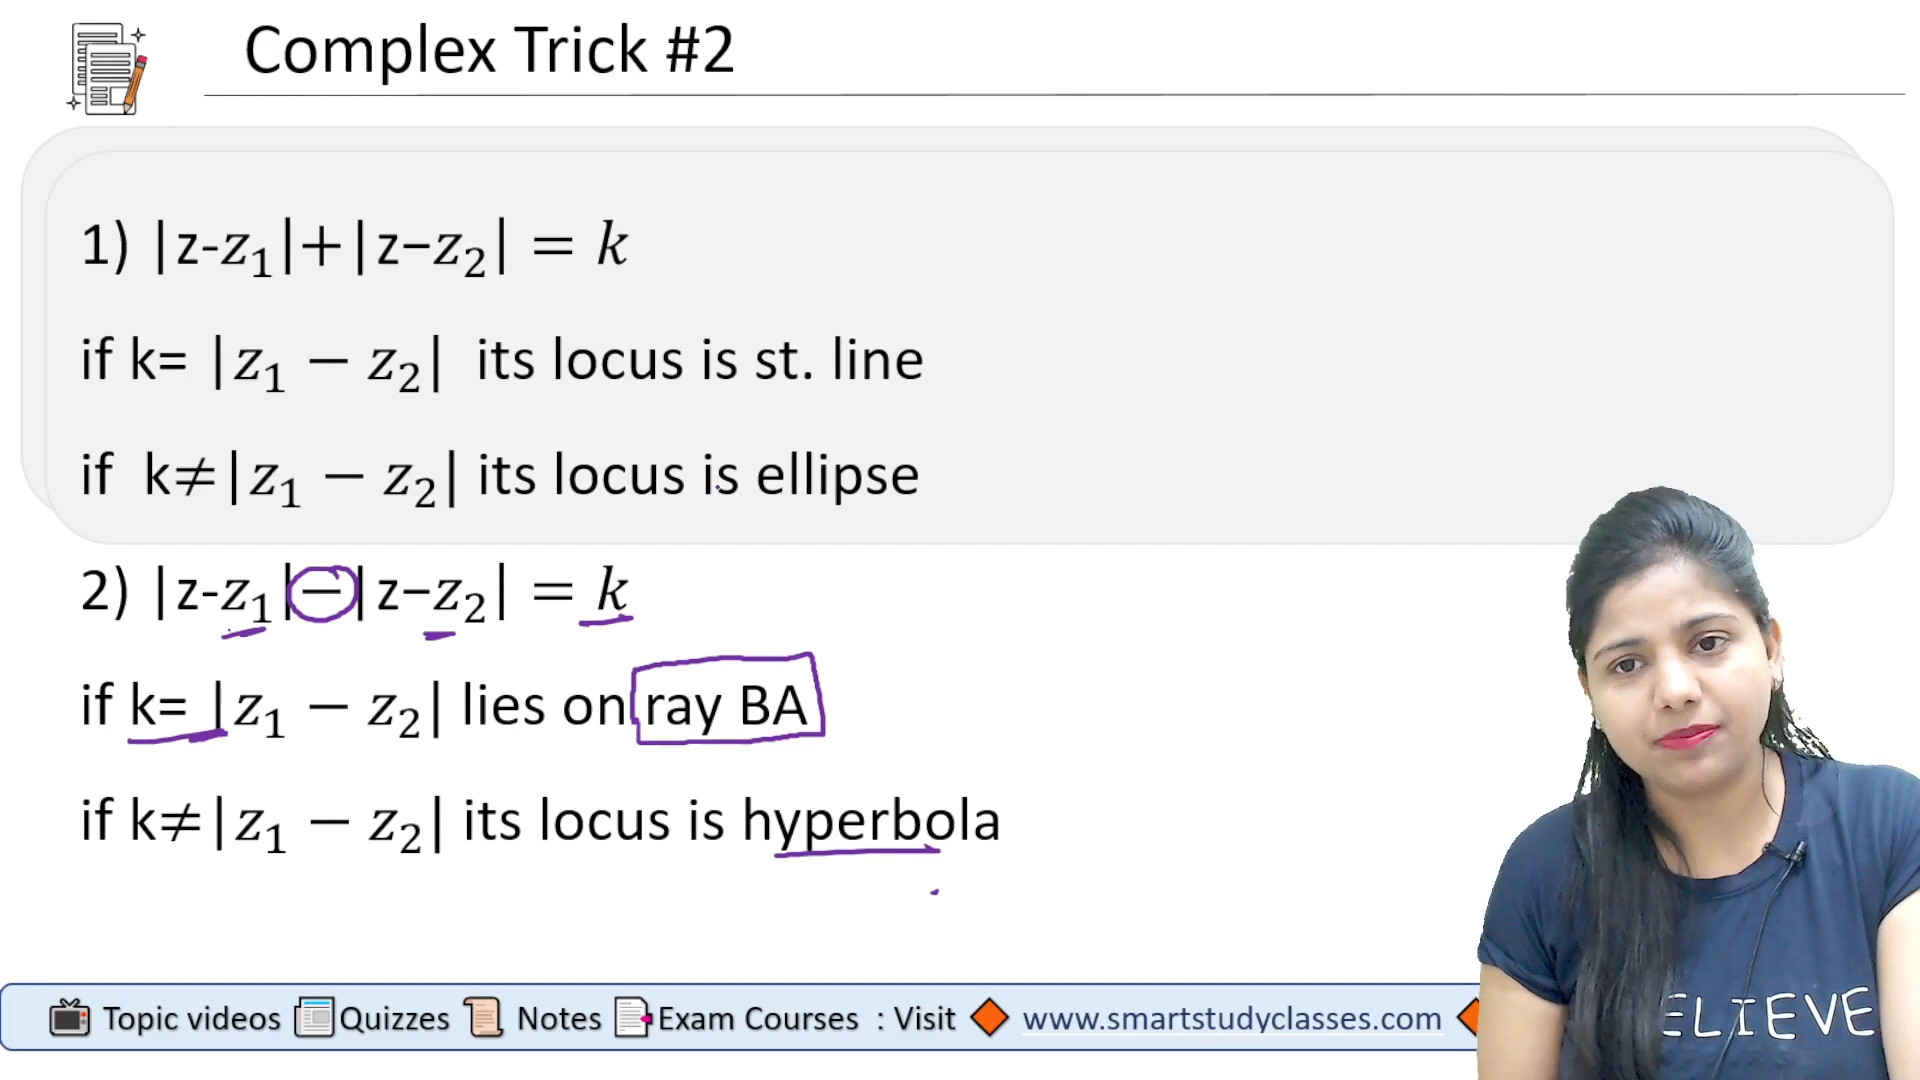 Complex Trick #2
1) |z-z₁|+|z−z₂| = k
if k= |z₁ − z₂| its locus is st. line
if k≠|z₁ − z₂| its locus is ellipse
2) |z-z₁|−|z−z₂| = k
if k= |z₁ − z₂| lies on ray BA
if k≠|z₁ − z₂| its locus is hyperbola
Topic videos Quizzes Notes Exam Courses : Visit www.smartstudyclasses.com
ELIEVE